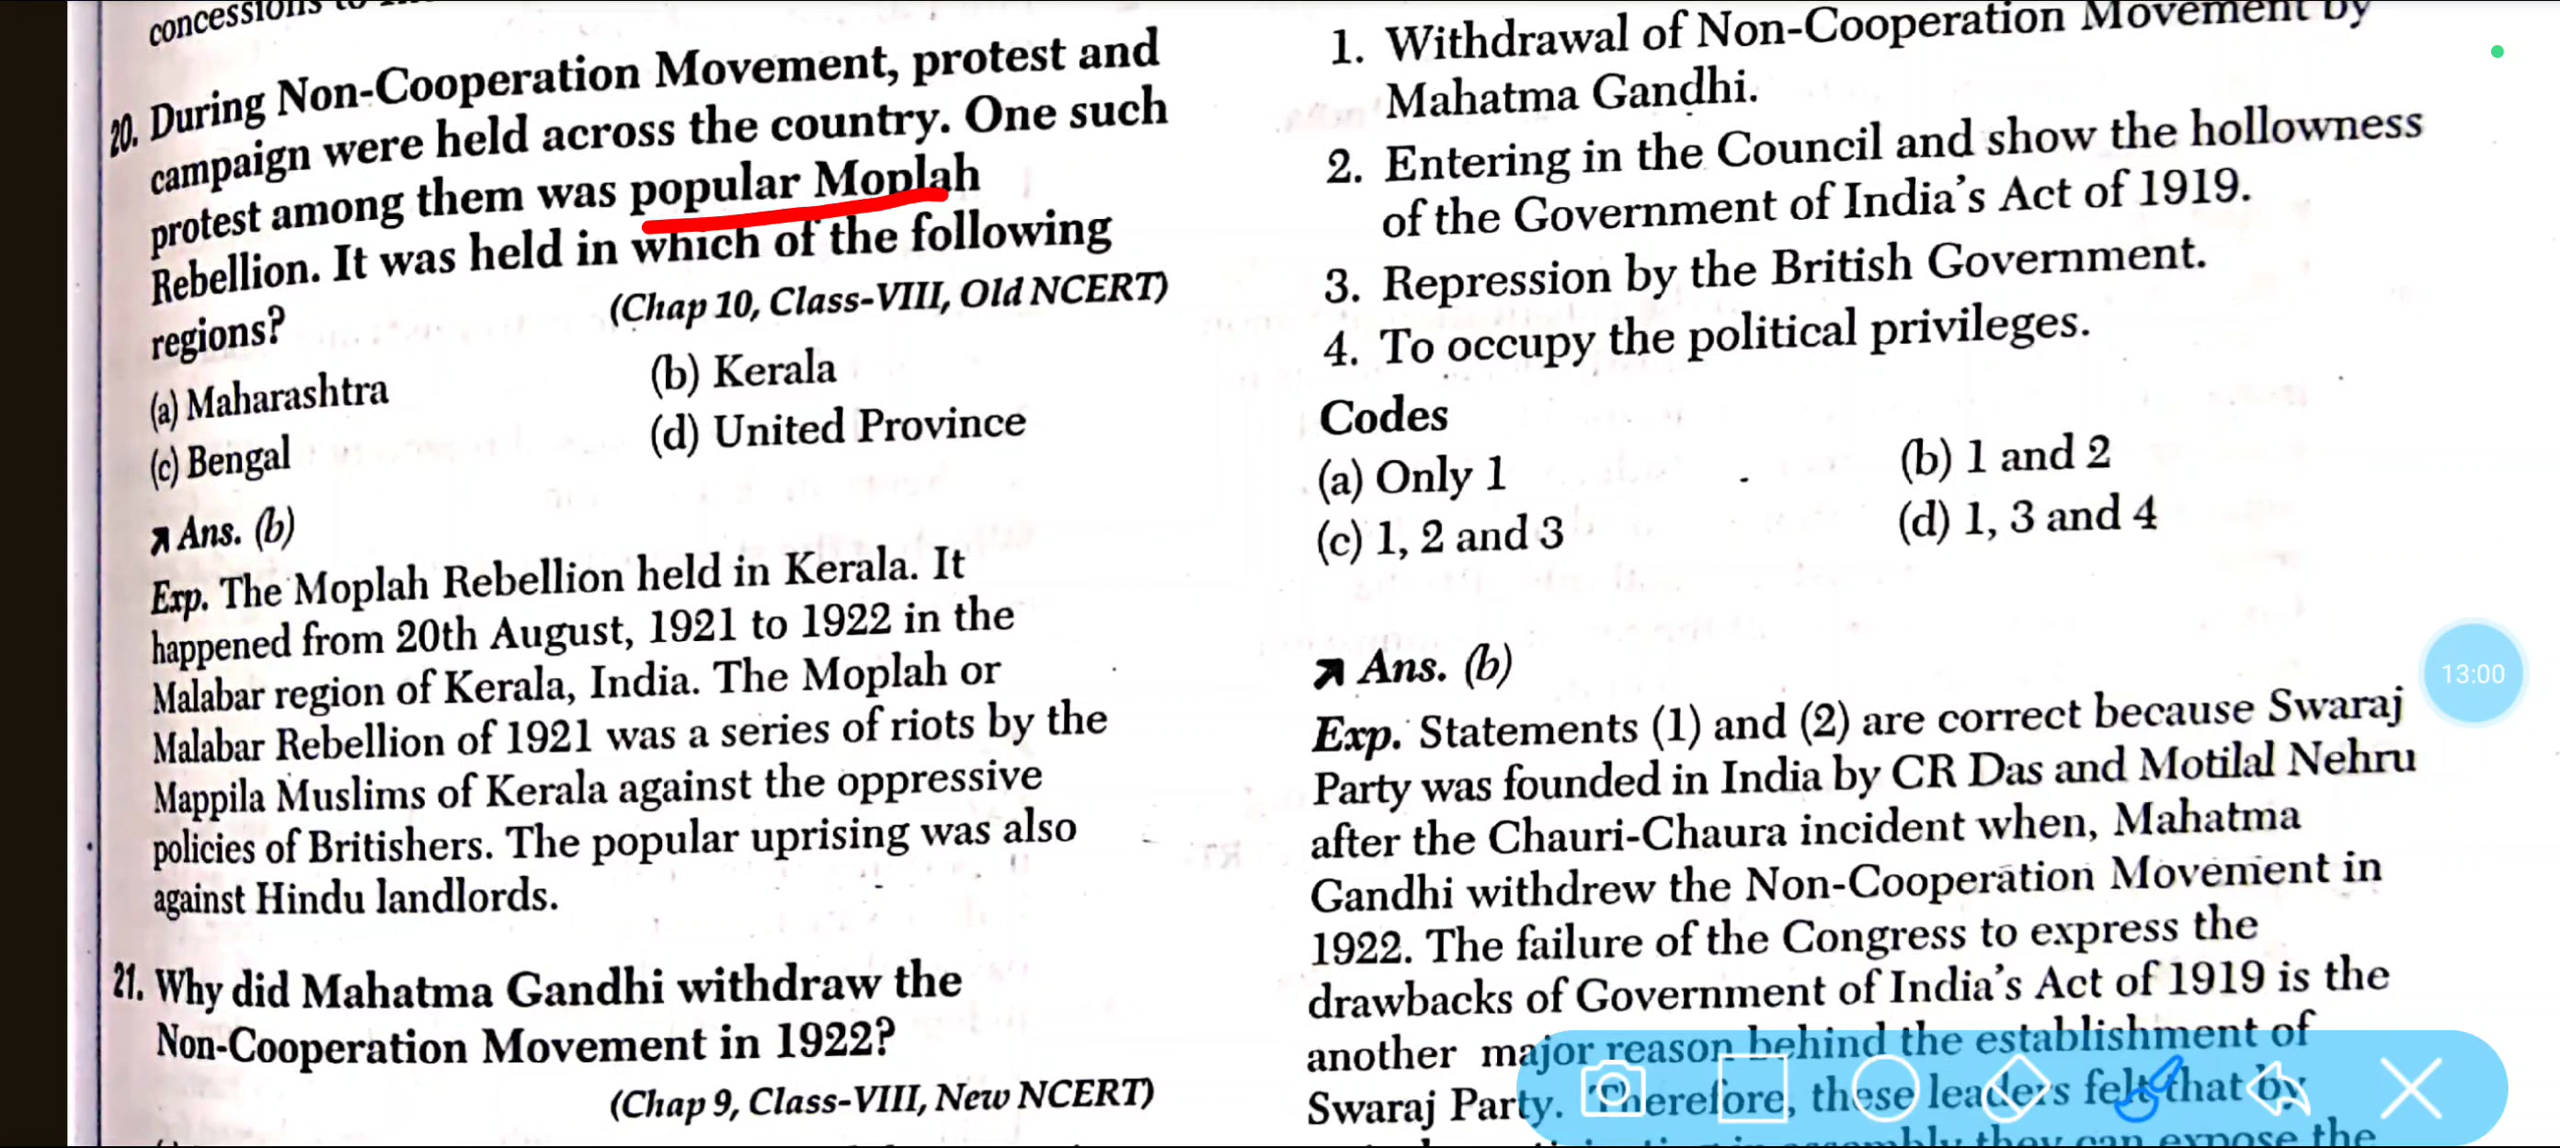 concessions to
20. During Non-Cooperation Movement, protest and
campaign were held across the country. One such
protest among them was popular Moplah
Rebellion. It was held in which of the following
regions?
(Chap 10, Class-VIII, Old NCERT)
(a) Maharashtra
(b) Kerala
(c) Bengal
(d) United Province
Ans. (b)
Exp. The Moplah Rebellion held in Kerala. It
happened from 20th August, 1921 to 1922 in the
Malabar region of Kerala, India. The Moplah or
Malabar Rebellion of 1921 was a series of riots by the
Mappila Muslims of Kerala against the oppressive
policies of Britishers. The popular uprising was also
against Hindu landlords.
21. Why did Mahatma Gandhi withdraw the
Non-Cooperation Movement in 1922?
(Chap 9, Class-VIII, New NCERT)
1. Withdrawal of Non-Cooperation Movement by
Mahatma Gandhi.
2. Entering in the Council and show the hollowness
of the Government of India's Act of 1919.
3. Repression by the British Government.
4. To occupy the political privileges.
Codes
(a) Only 1
(b) 1 and 2
(c) 1, 2 and 3
(d) 1, 3 and 4
Ans. (b)
Exp. Statements (1) and (2) are correct because Swaraj
Party was founded in India by CR Das and Motilal Nehru
after the Chauri-Chaura incident when, Mahatma
Gandhi withdrew the Non-Cooperation Movement in
1922. The failure of the Congress to express the
drawbacks of Government of India's Act of 1919 is the
another major reason behind the establishment of
Swaraj Party. Therefore, these leaders felt that by
they can expose the
13:00